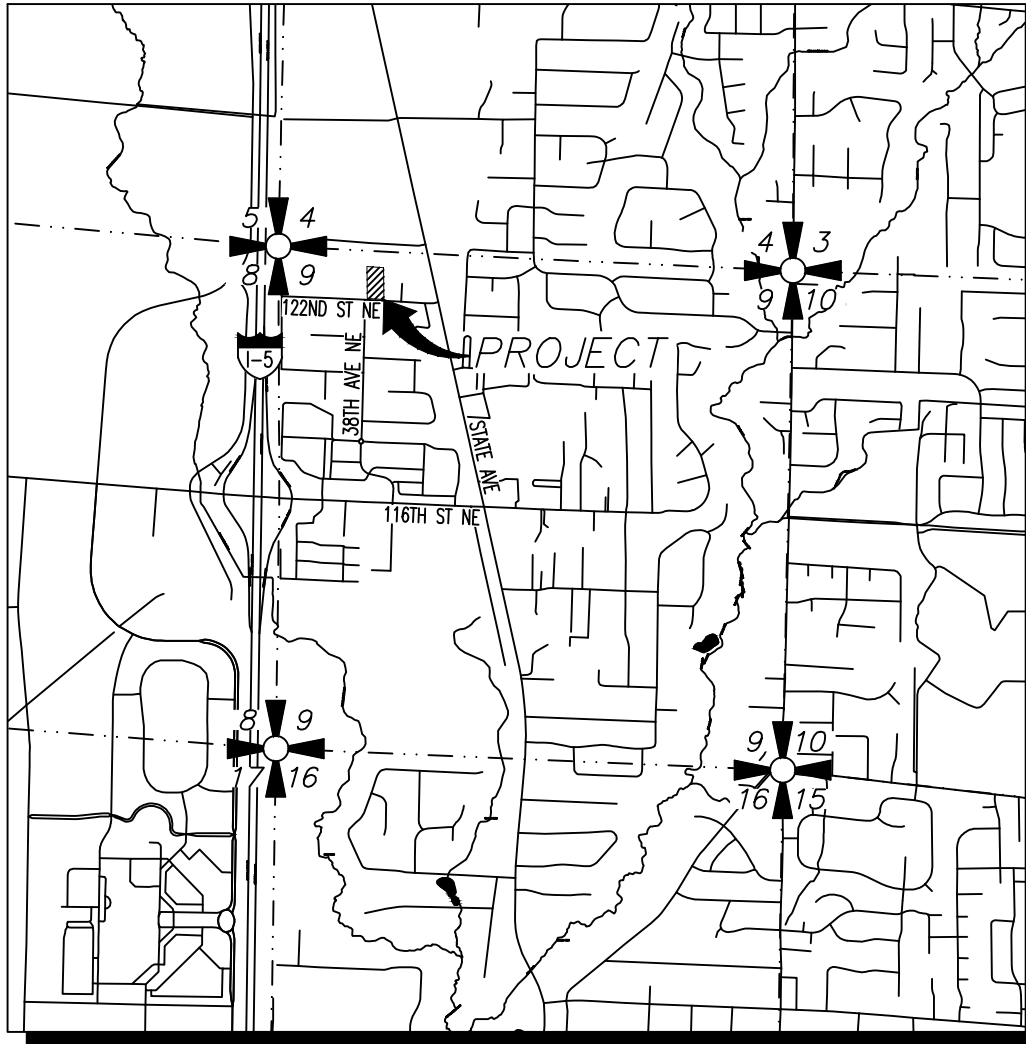 5 4
8 9
4 3
9 10
122ND ST NE
I-5
38TH AVE NE
PROJECT
STATE AVE
116TH ST NE
8 9
17 16
9 10
16 15